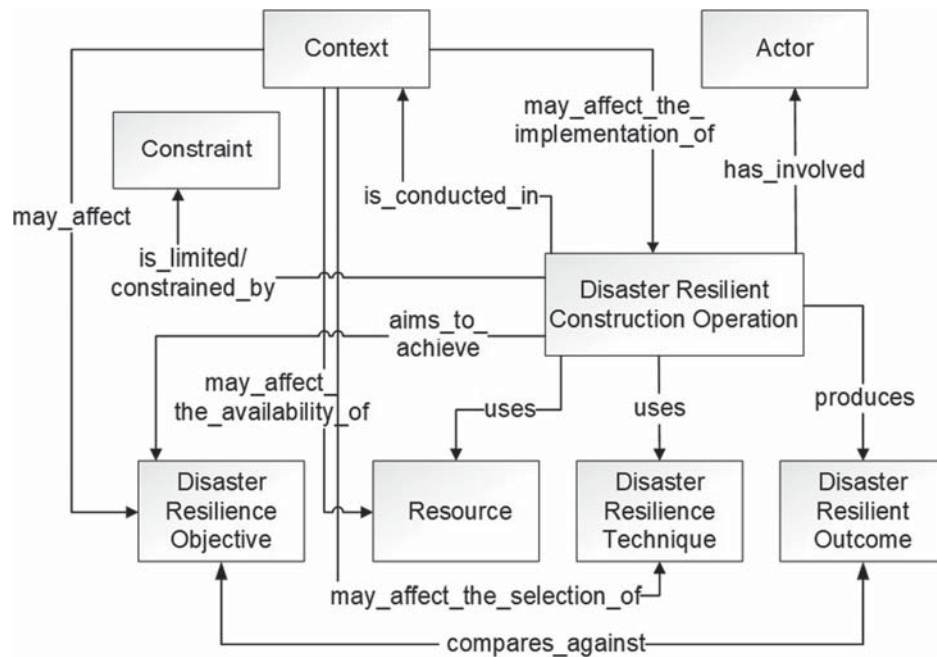 Context
Actor
may_affect_the_
implementation_of
Constraint
has_involved
is_conducted_in
may_affect
is_limited/
constrained_by
Disaster Resilient
Construction Operation
aims_to_
achieve
may_affect_
the_availability_of
uses
uses
produces
Disaster
Resilience
Objective
Resource
Disaster
Resilience
Technique
Disaster
Resilient
Outcome
may_affect_the_selection_of
compares_against